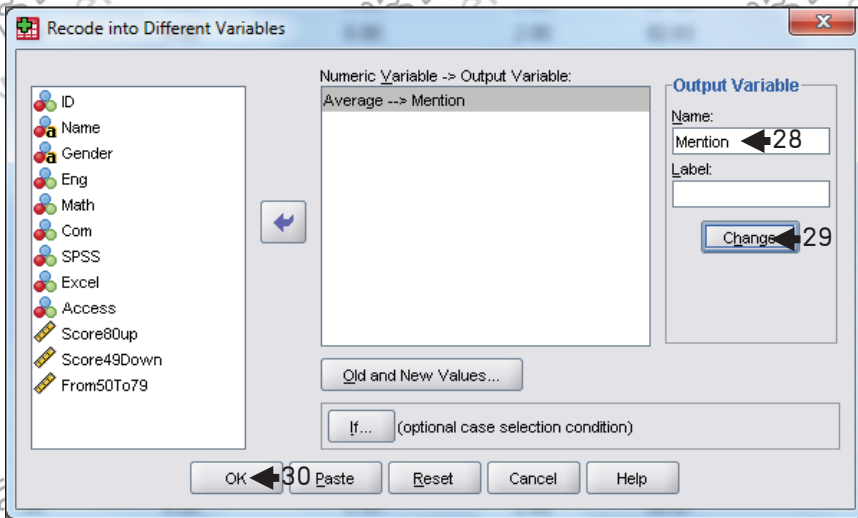 Recode into Different Variables
ID
Name
Gender
Eng
Math
Com
SPSS
Excel
Access
Score80up
Score49Down
From50To79
Numeric Variable -> Output Variable:
Average --> Mention
Old and New Values...
If... (optional case selection condition)
Output Variable
Name:
Mention 28
Label:
Change 29
OK 30 Paste Reset Cancel Help